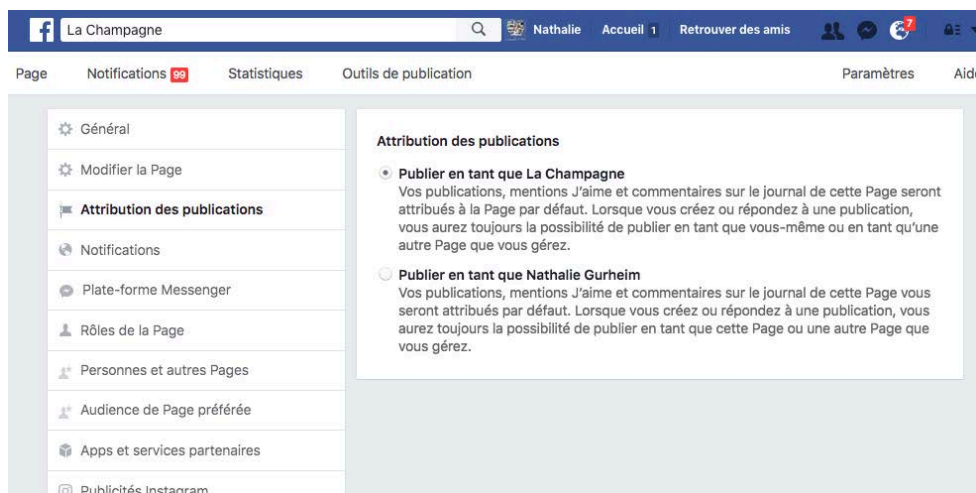 f La Champagne Nathalie Accueil 1 Retrouver des amis 7
Page Notifications 99 Statistiques Outils de publication Paramètres Aide
Général
Modifier la Page
Attribution des publications
Notifications
Plate-forme Messenger
Rôles de la Page
Personnes et autres Pages
Audience de Page préférée
Apps et services partenaires
Publicités Instagram
Attribution des publications
Publier en tant que La Champagne
Vos publications, mentions J'aime et commentaires sur le journal de cette Page seront
attribués à la Page par défaut. Lorsque vous créez ou répondez à une publication,
vous aurez toujours la possibilité de publier en tant que vous-même ou en tant qu'une
autre Page que vous gérez.
Publier en tant que Nathalie Gurheim
Vos publications, mentions J'aime et commentaires sur le journal de cette Page vous
seront attribués par défaut. Lorsque vous créez ou répondez à une publication, vous
aurez toujours la possibilité de publier en tant que cette Page ou une autre Page que
vous gérez.